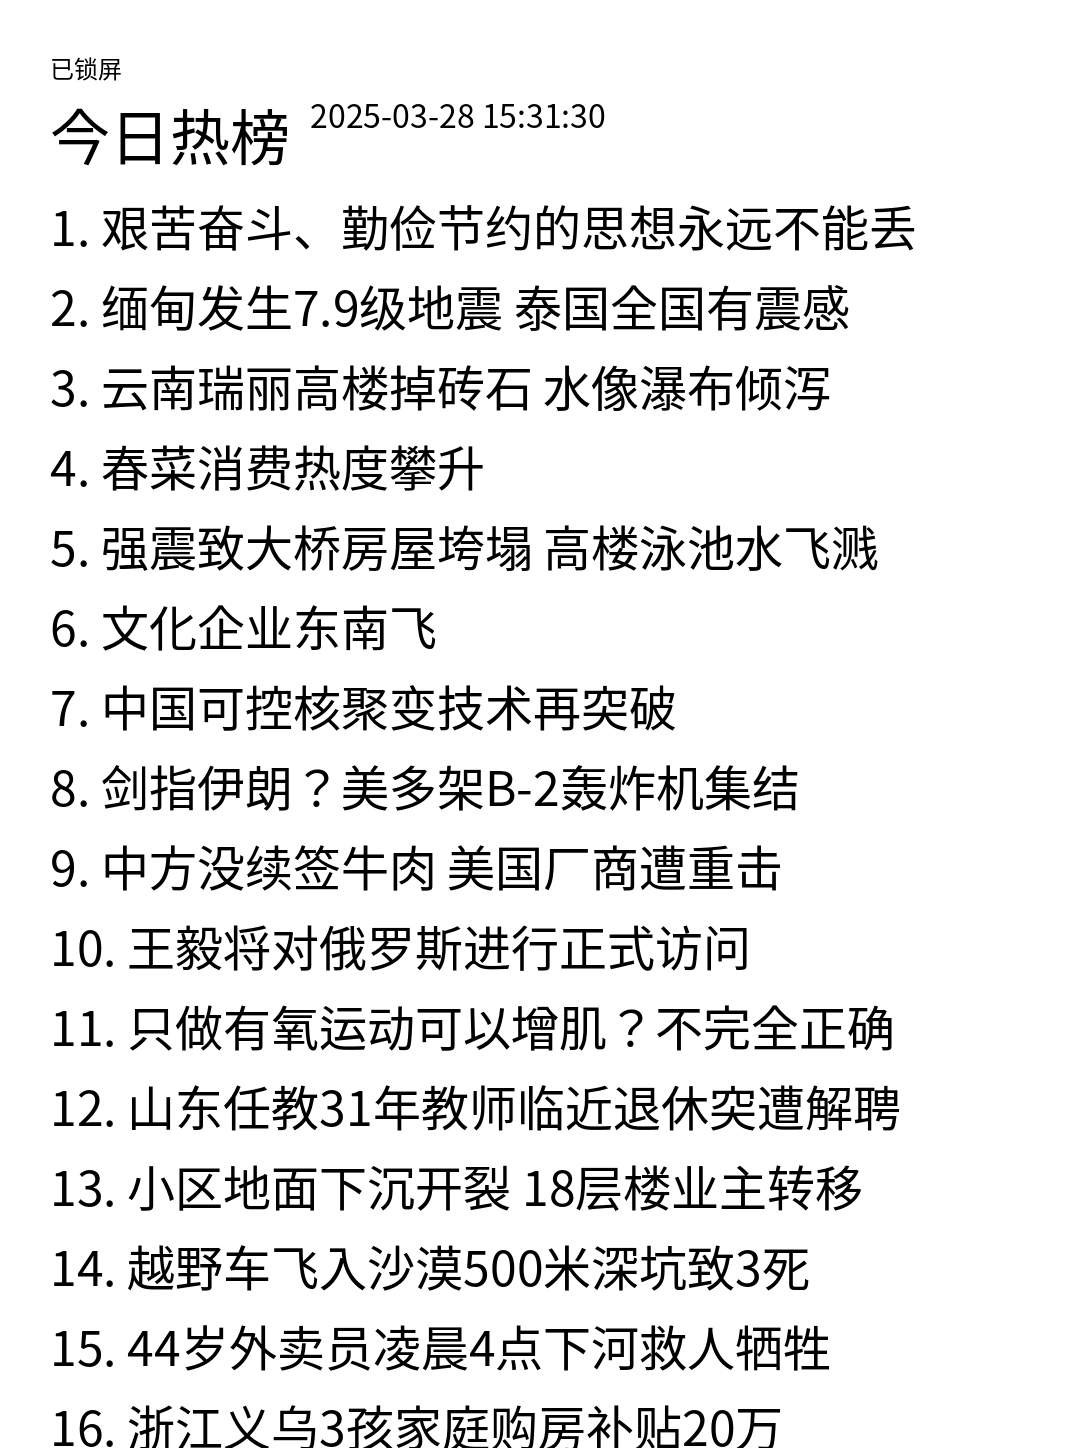 已锁屏
今日热榜 2025-03-28 15:31:30
1. 艰苦奋斗、勤俭节约的思想永远不能丢
2. 缅甸发生7.9级地震 泰国全国有震感
3. 云南瑞丽高楼掉砖石 水像瀑布倾泻
4. 春菜消费热度攀升
5. 强震致大桥房屋垮塌 高楼泳池水飞溅
6. 文化企业东南飞
7. 中国可控核聚变技术再突破
8. 剑指伊朗？美多架B-2轰炸机集结
9. 中方没续签牛肉 美国厂商遭重击
10. 王毅将对俄罗斯进行正式访问
11. 只做有氧运动可以增肌？不完全正确
12. 山东任教31年教师临近退休突遭解聘
13. 小区地面下沉开裂 18层楼业主转移
14. 越野车飞入沙漠500米深坑致3死
15. 44岁外卖员凌晨4点下河救人牺牲
16. 浙江义乌3孩家庭购房补贴20万